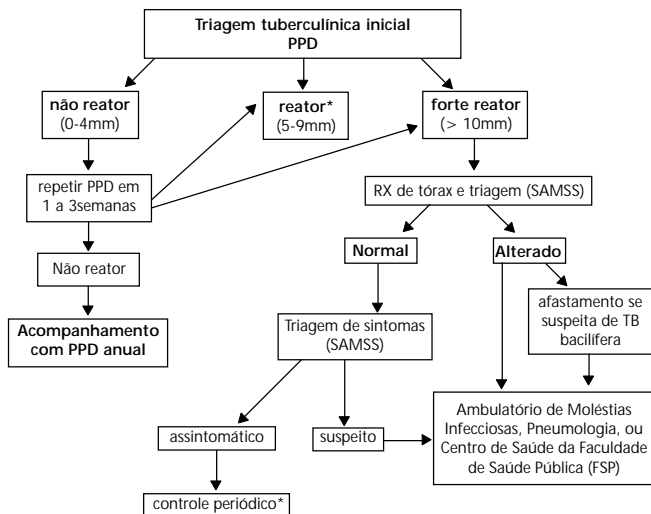 Triagem tuberculínica inicial
PPD
não reator
(0-4mm)
reator*
(5-9mm)
forte reator
(> 10mm)
repetir PPD em
1 a 3semanas
RX de tórax e triagem (SAMSS)
Não reator
Normal
Alterado
Acompanhamento
com PPD anual
Triagem de sintomas
(SAMSS)
afastamento se
suspeita de TB
bacilífera
assintomático
suspeito
Ambulatório de Moléstias
Infecciosas, Pneumologia, ou
Centro de Saúde da Faculdade
de Saúde Pública (FSP)
controle periódico*